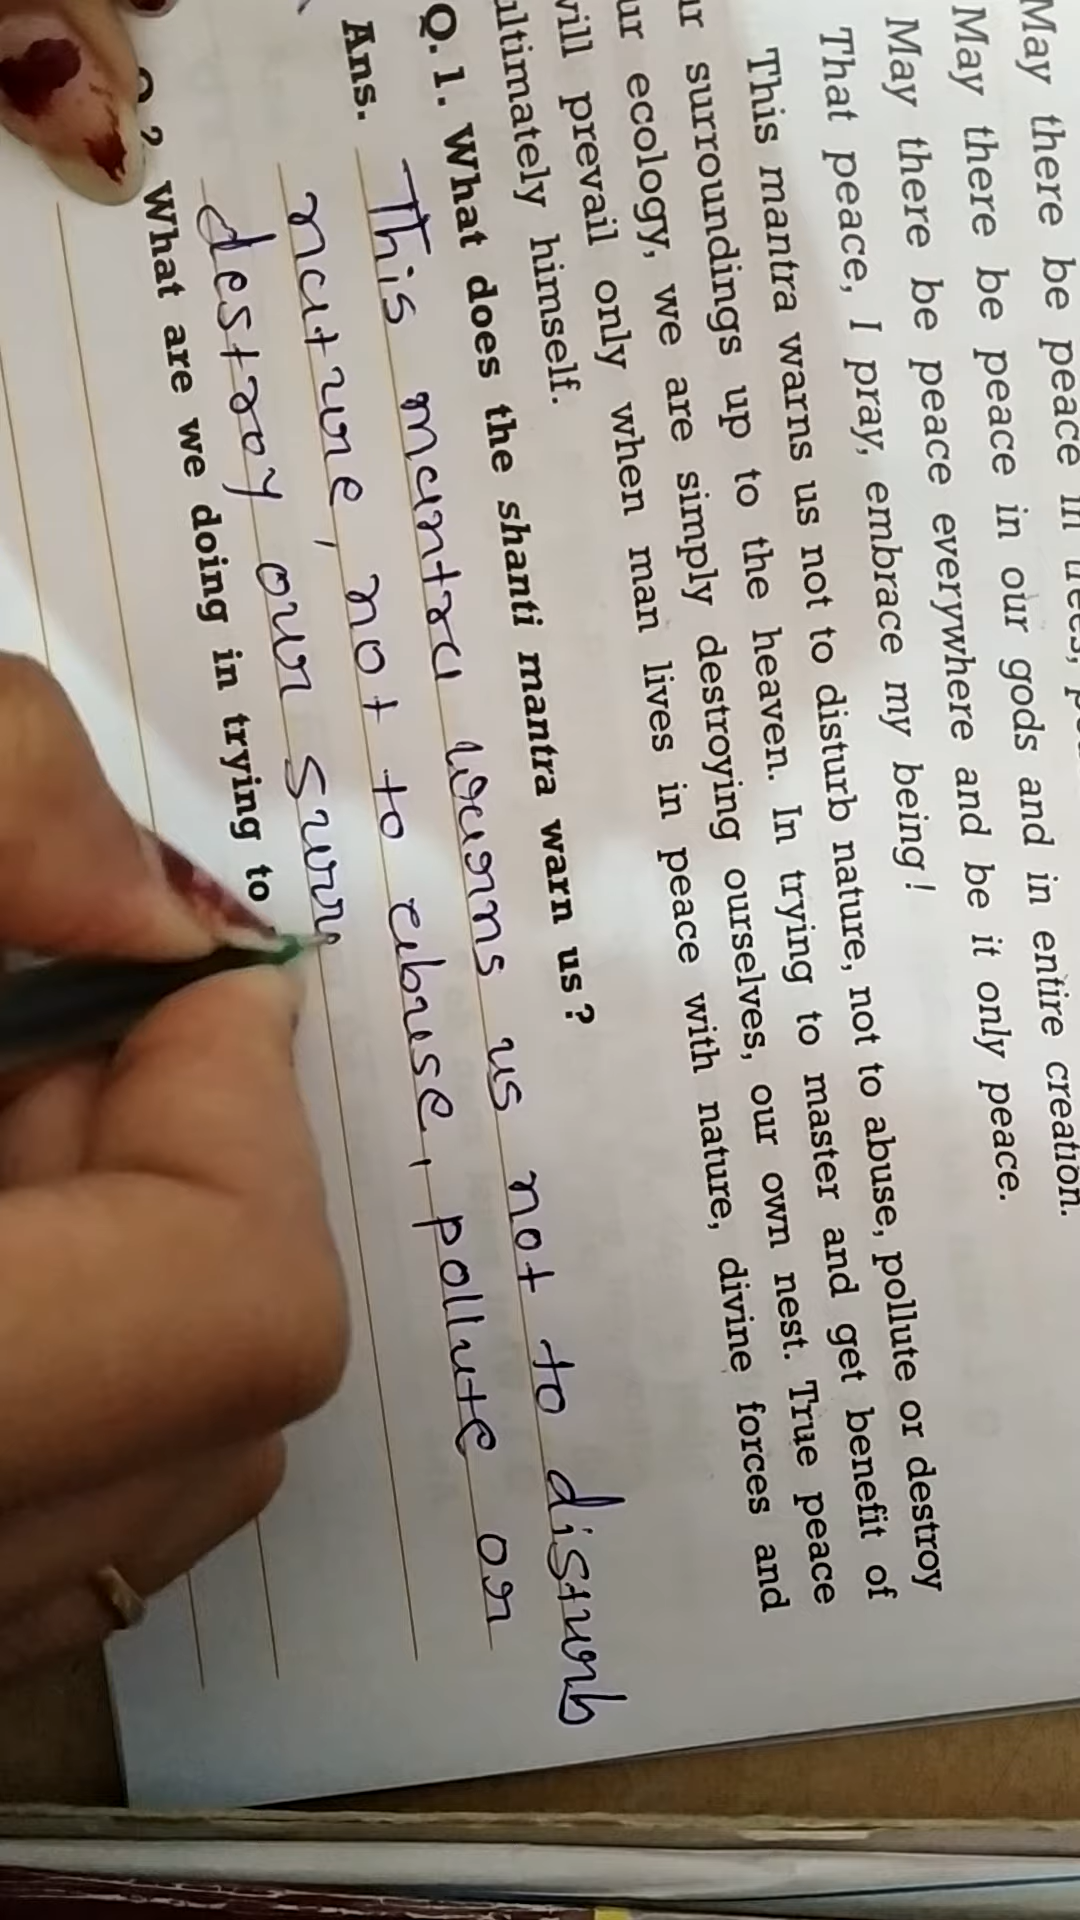 May there be peace in trees,
May there be peace in our gods and in entire creation.
May there be peace everywhere and be it only peace.
That peace, I pray, embrace my being!
This mantra warns us not to disturb nature, not to abuse, pollute or destroy
ur surroundings up to the heaven. In trying to master and get benefit of
ur ecology, we are simply destroying ourselves, our own nest. True peace
vill prevail only when man lives in peace with nature, divine forces and
ultimately himself.
Q. 1. What does the shanti mantra warn us?
Ans. This mantra warns us not to disturb
nature, not to abuse, pollute or
destroy our surr
What are we doing in trying to